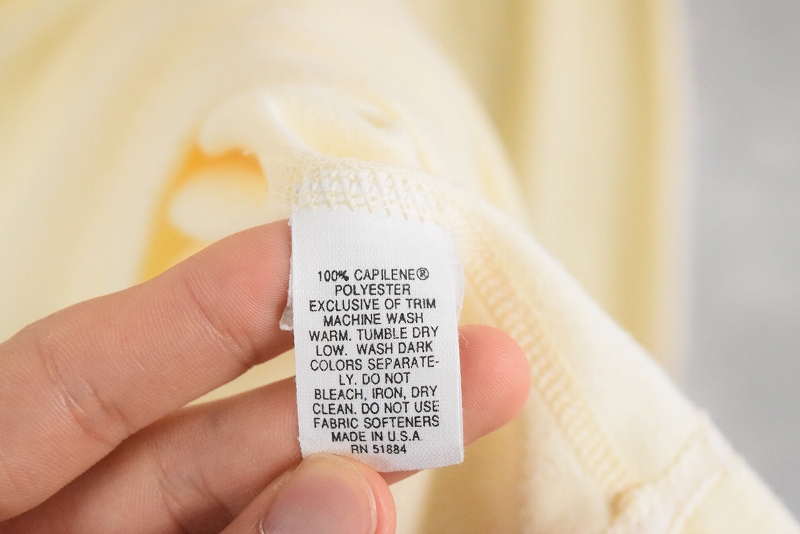 100% CAPILENE®
POLYESTER
EXCLUSIVE OF TRIM
MACHINE WASH
WARM. TUMBLE DRY
LOW. WASH DARK
COLORS SEPARATE-
LY. DO NOT
BLEACH, IRON, DRY
CLEAN. DO NOT USE
FABRIC SOFTENERS
MADE IN U.S.A.
RN 51884